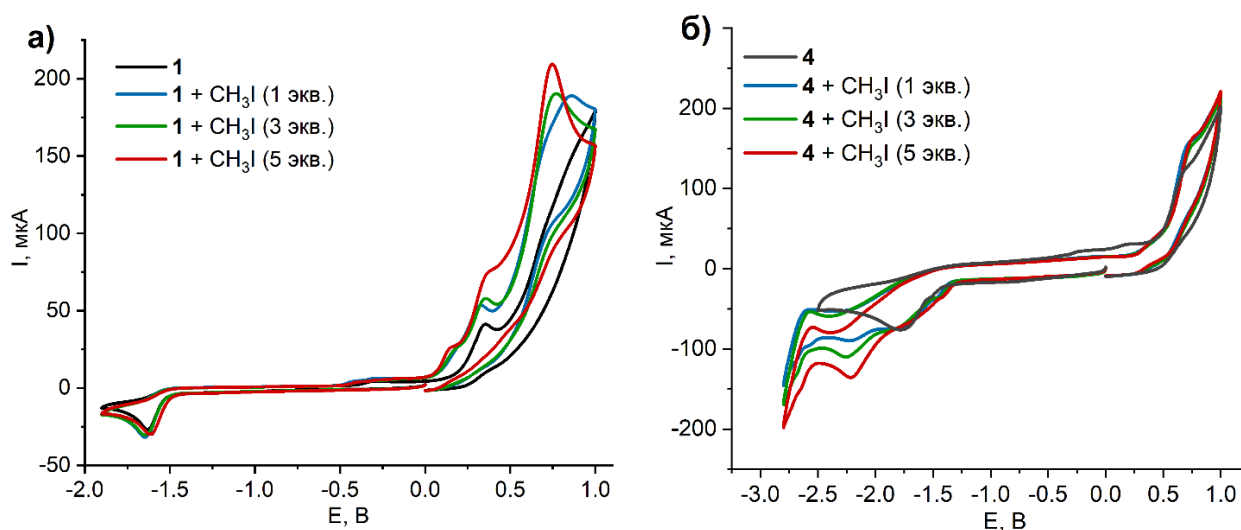 а)
1
1 + CH₃I (1 экв.)
1 + CH₃I (3 экв.)
1 + CH₃I (5 экв.)
I, мкА
200
150
100
50
0
-50
-2.0 -1.5 -1.0 -0.5 0.0 0.5 1.0
E, В
б)
4
4 + CH₃I (1 экв.)
4 + CH₃I (3 экв.)
4 + CH₃I (5 экв.)
I, мкА
300
200
100
0
-100
-200
-3.0 -2.5 -2.0 -1.5 -1.0 -0.5 0.0 0.5 1.0
E, В